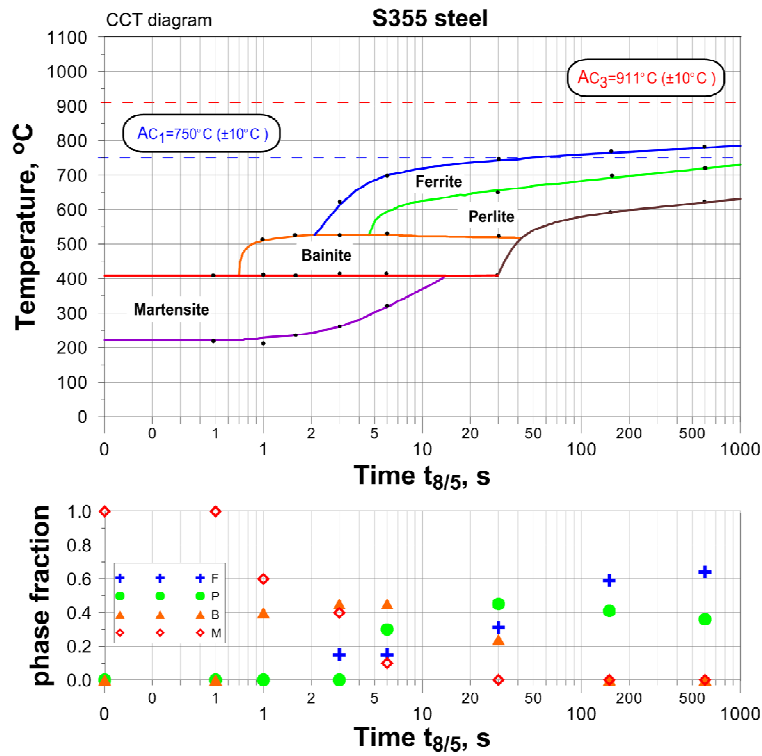 CCT diagram
S355 steel
1100
1000
900
800
700
600
500
400
300
200
100
0
Temperature, ºC
AC3=911°C (±10°C )
AC1=750°C (±10°C )
Ferrite
Perlite
Bainite
Martensite
0 0 1 2 5 20 50 200 500
0 1 10 100 1000
Time t8/5, s
1.0
0.8
0.6
0.4
0.2
0.0
phase fraction
F
P
B
M
0 0 1 2 5 20 50 200 500
0 1 10 100 1000
Time t8/5, s